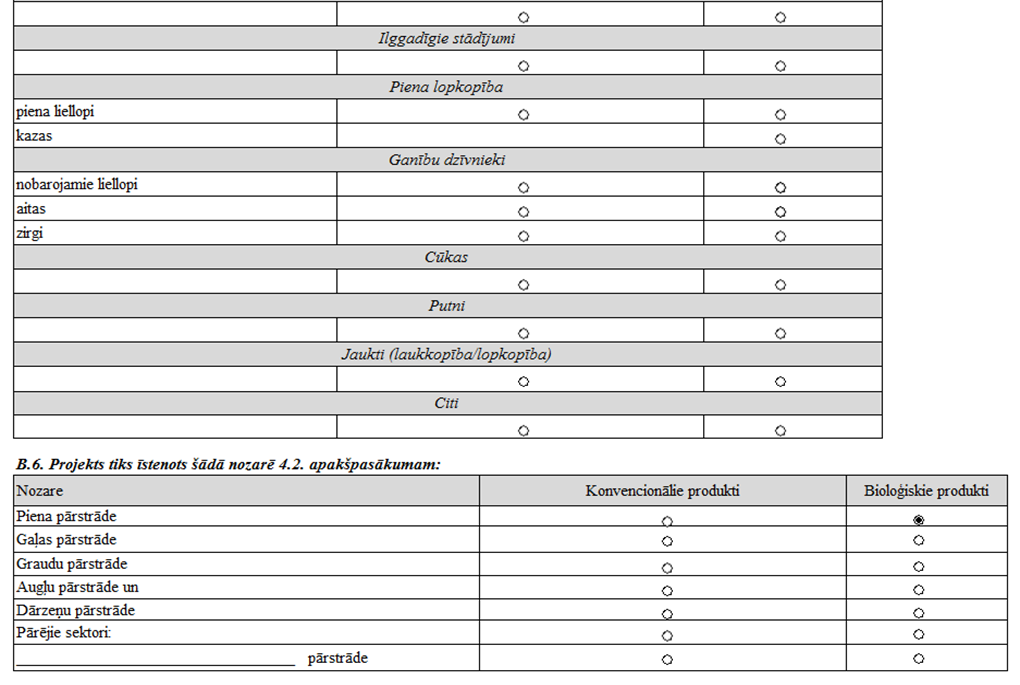 Ilggadīgie stādījumi
Piena lopkopība
piena liellopi
kazas
Ganību dzīvnieki
nobarojamie liellopi
aitas
zirgi
Cūkas
Putni
Jaukti (laukkopība/lopkopība)
Citi
B.6. Projekts tiks īstenots šādā nozarē 4.2. apakšpasākumam:
Nozare Konvencionālie produkti Bioloģiskie produkti
Piena pārstrāde
Gaļas pārstrāde
Graudu pārstrāde
Augļu pārstrāde un
Dārzeņu pārstrāde
Pārējie sektori:
___________________________________ pārstrāde